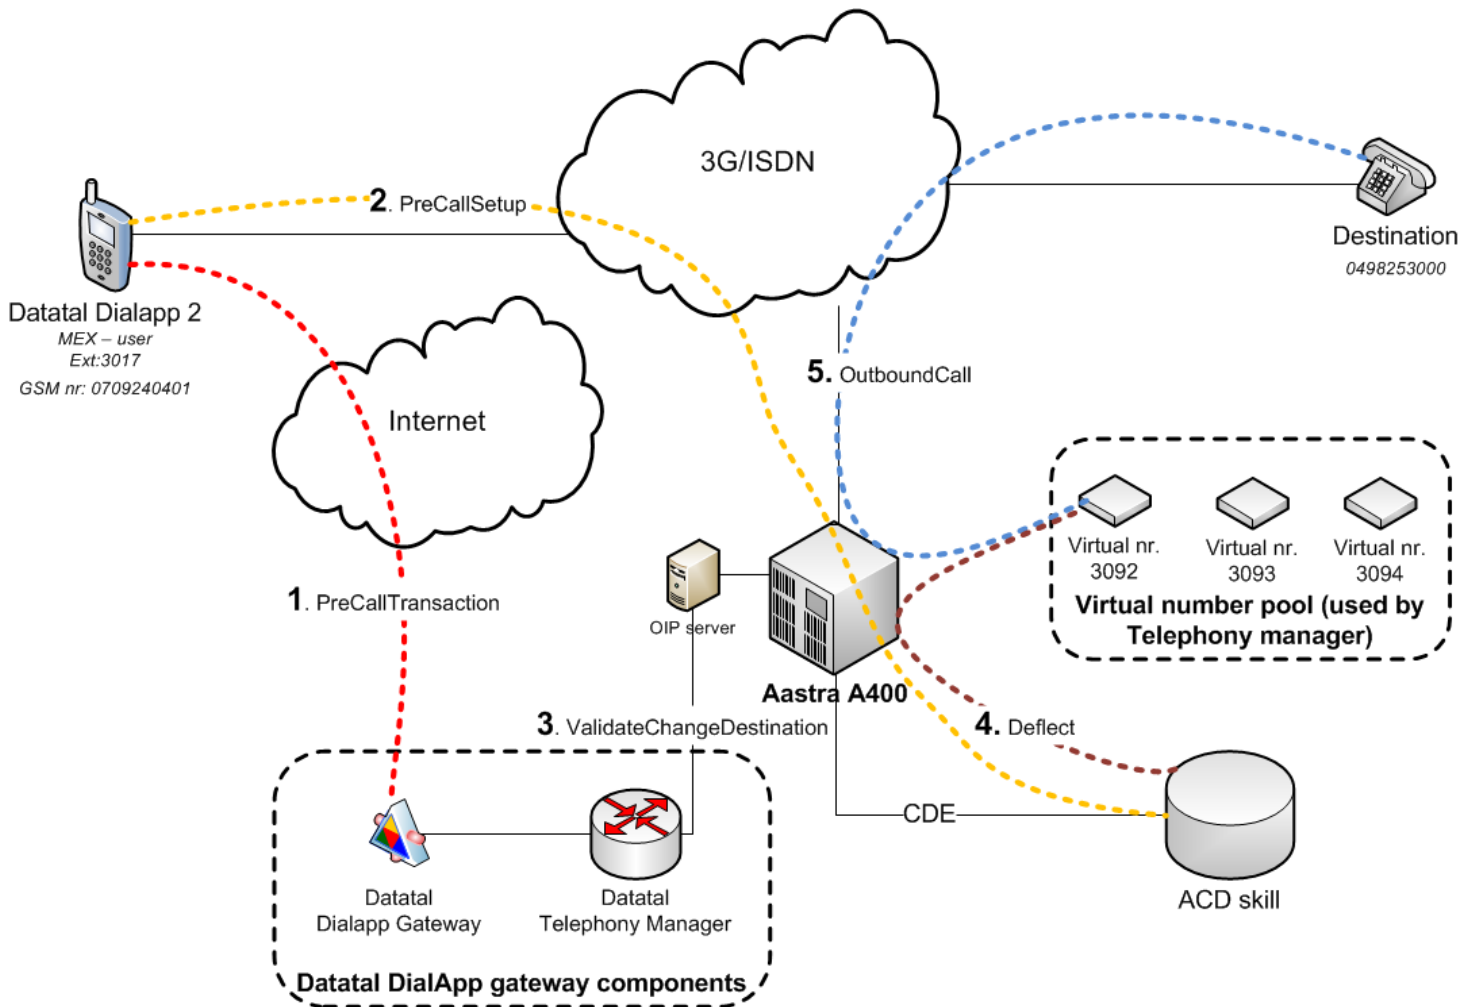 3G/ISDN
2. PreCallSetup
Destination
0498253000
Datatal Dialapp 2
MEX – user
Ext:3017
GSM nr: 0709240401
5. OutboundCall
Internet
Virtual nr.
3092
Virtual nr.
3093
Virtual nr.
3094
Virtual number pool (used by
Telephony manager)
1. PreCallTransaction
OIP server
Aastra A400
3. ValidateChangeDestination
4. Deflect
CDE
ACD skill
Datatal
Dialapp Gateway
Datatal
Telephony Manager
Datatal DialApp gateway components